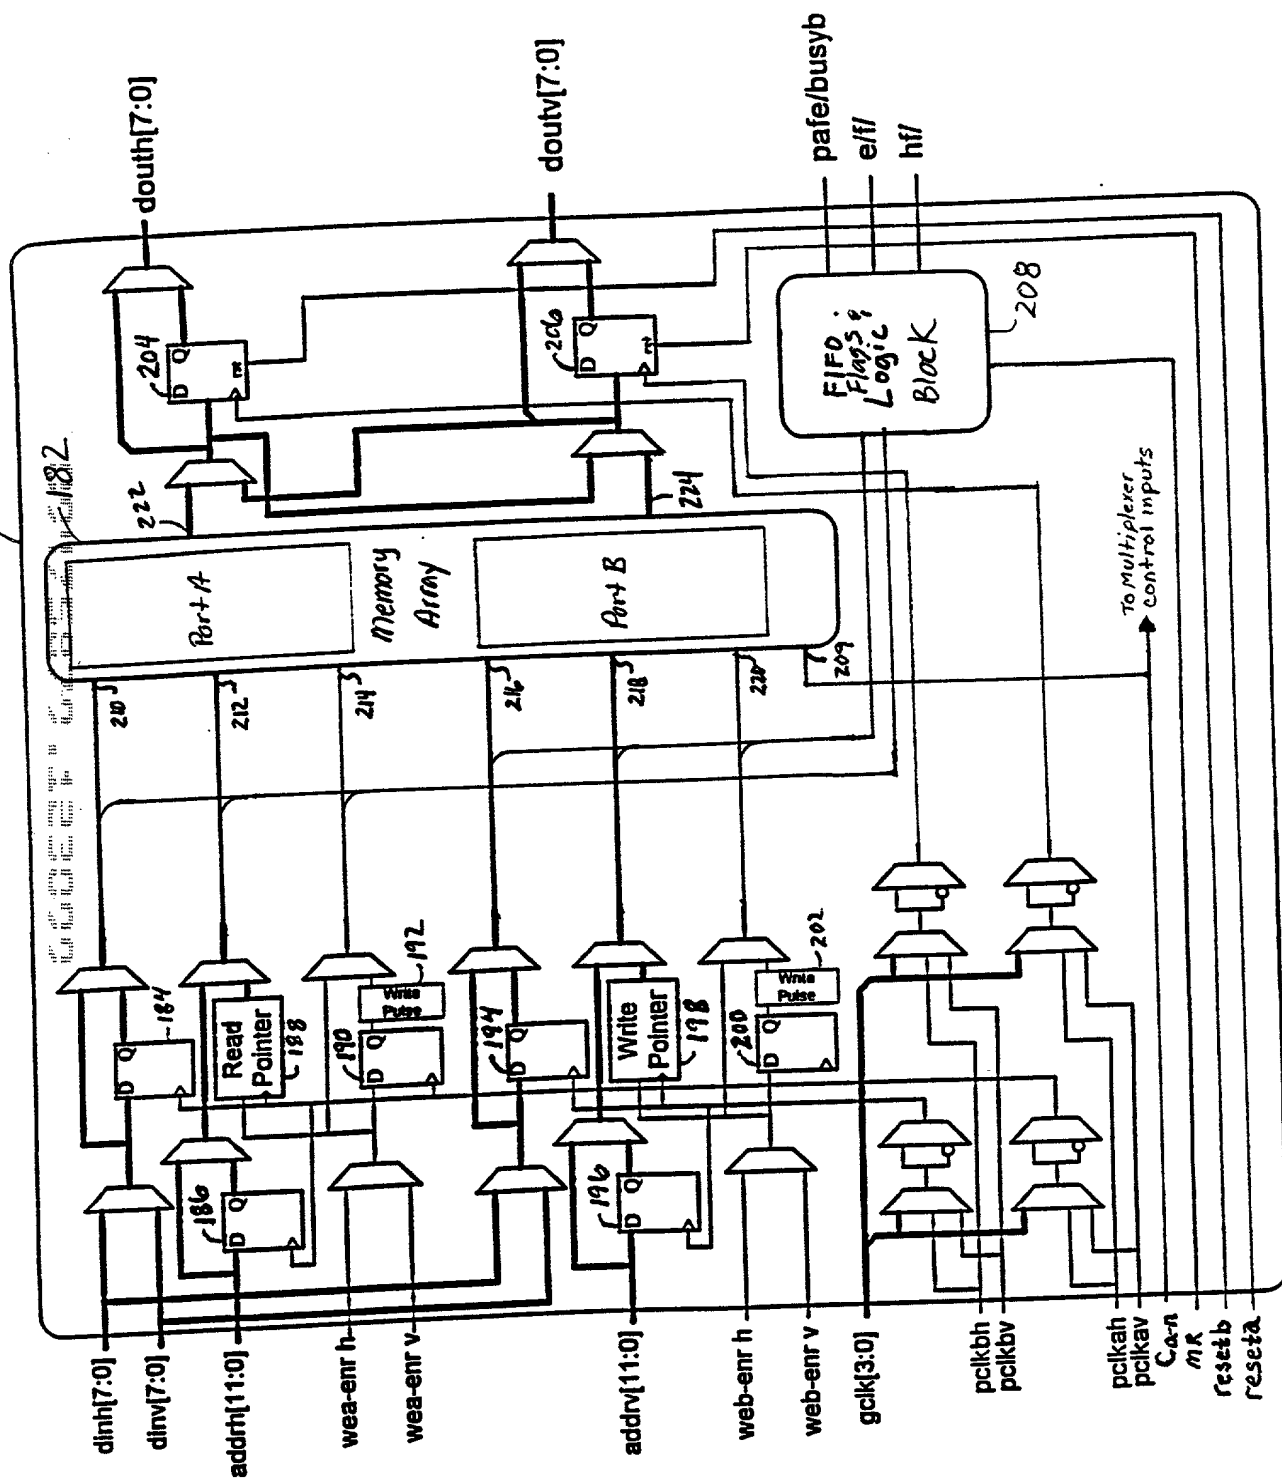 douth[7:0]
doutv[7:0]
pafe/busyb
e/f/
hf/
204
D
Q
rst
206
D
Q
rst
FIFO
Flags
Logic
Block
208
182
222
224
Port A
Memory
Array
Port B
To Multiplexer
control inputs
210
212
214
216
218
220
209
184
D
Q
Read
Pointer
188
190
D
Q
Write
Pulse
192
194
D
Q
Write
Pointer
198
200
D
Q
Write
Pulse
202
186
D
Q
196
D
Q
dinh[7:0]
dinv[7:0]
addrh[11:0]
wea-enr h
wea-enr v
addrv[11:0]
web-enr h
web-enr v
gclk[3:0]
pclkbh
pclkbv
pclkah
pclkav
MR
resetb
reseta